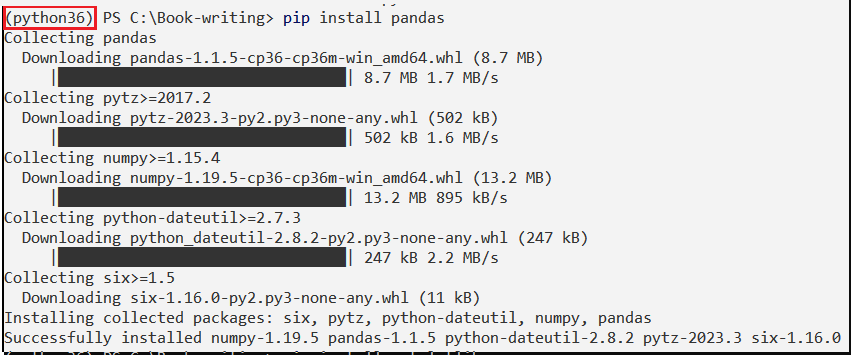 (python36) PS C:\Book-writing> pip install pandas
Collecting pandas
  Downloading pandas-1.1.5-cp36-cp36m-win_amd64.whl (8.7 MB)
     |████████████████████████████████| 8.7 MB 1.7 MB/s
Collecting pytz>=2017.2
  Downloading pytz-2023.3-py2.py3-none-any.whl (502 kB)
     |████████████████████████████████| 502 kB 1.6 MB/s
Collecting numpy>=1.15.4
  Downloading numpy-1.19.5-cp36-cp36m-win_amd64.whl (13.2 MB)
     |████████████████████████████████| 13.2 MB 895 kB/s
Collecting python-dateutil>=2.7.3
  Downloading python_dateutil-2.8.2-py2.py3-none-any.whl (247 kB)
     |████████████████████████████████| 247 kB 2.2 MB/s
Collecting six>=1.5
  Downloading six-1.16.0-py2.py3-none-any.whl (11 kB)
Installing collected packages: six, pytz, python-dateutil, numpy, pandas
Successfully installed numpy-1.19.5 pandas-1.1.5 python-dateutil-2.8.2 pytz-2023.3 six-1.16.0